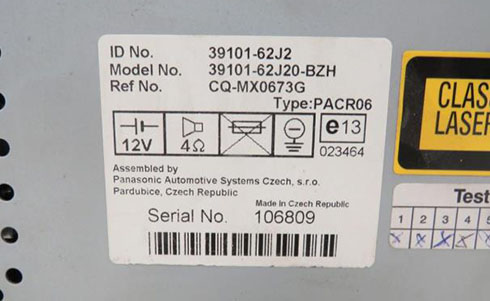 ID No. 39101-62J2
Model No. 39101-62J20-BZH
Ref No. CQ-MX0673G
Type:PACR06
12V 4Ω e13
023464
Assembled by
Panasonic Automotive Systems Czech, s.r.o.
Pardubice, Czech Republic
Made in Czech Republic
Serial No. 106809
CLAS
LASER
Test
1 2 3 4 5